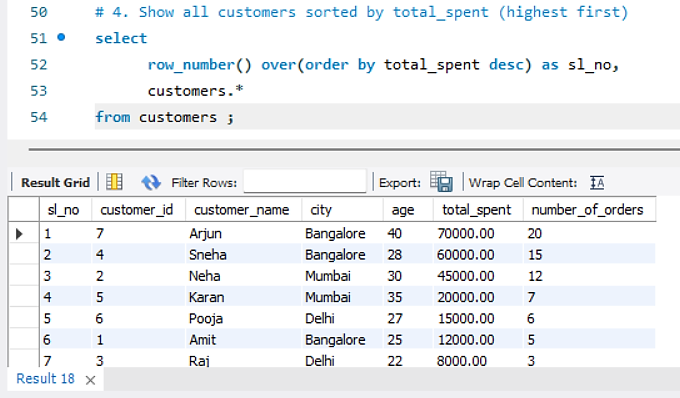 50 # 4. Show all customers sorted by total_spent (highest first)
51 select
52 row_number() over(order by total_spent desc) as sl_no,
53 customers.*
54 from customers ;
Result Grid Filter Rows: Export: Wrap Cell Content: IA
sl_no customer_id customer_name city age total_spent number_of_orders
1 7 Arjun Bangalore 40 70000.00 20
2 4 Sneha Bangalore 28 60000.00 15
3 2 Neha Mumbai 30 45000.00 12
4 5 Karan Mumbai 35 20000.00 7
5 6 Pooja Delhi 27 15000.00 6
6 1 Amit Bangalore 25 12000.00 5
7 3 Raj Delhi 22 8000.00 3
Result 18